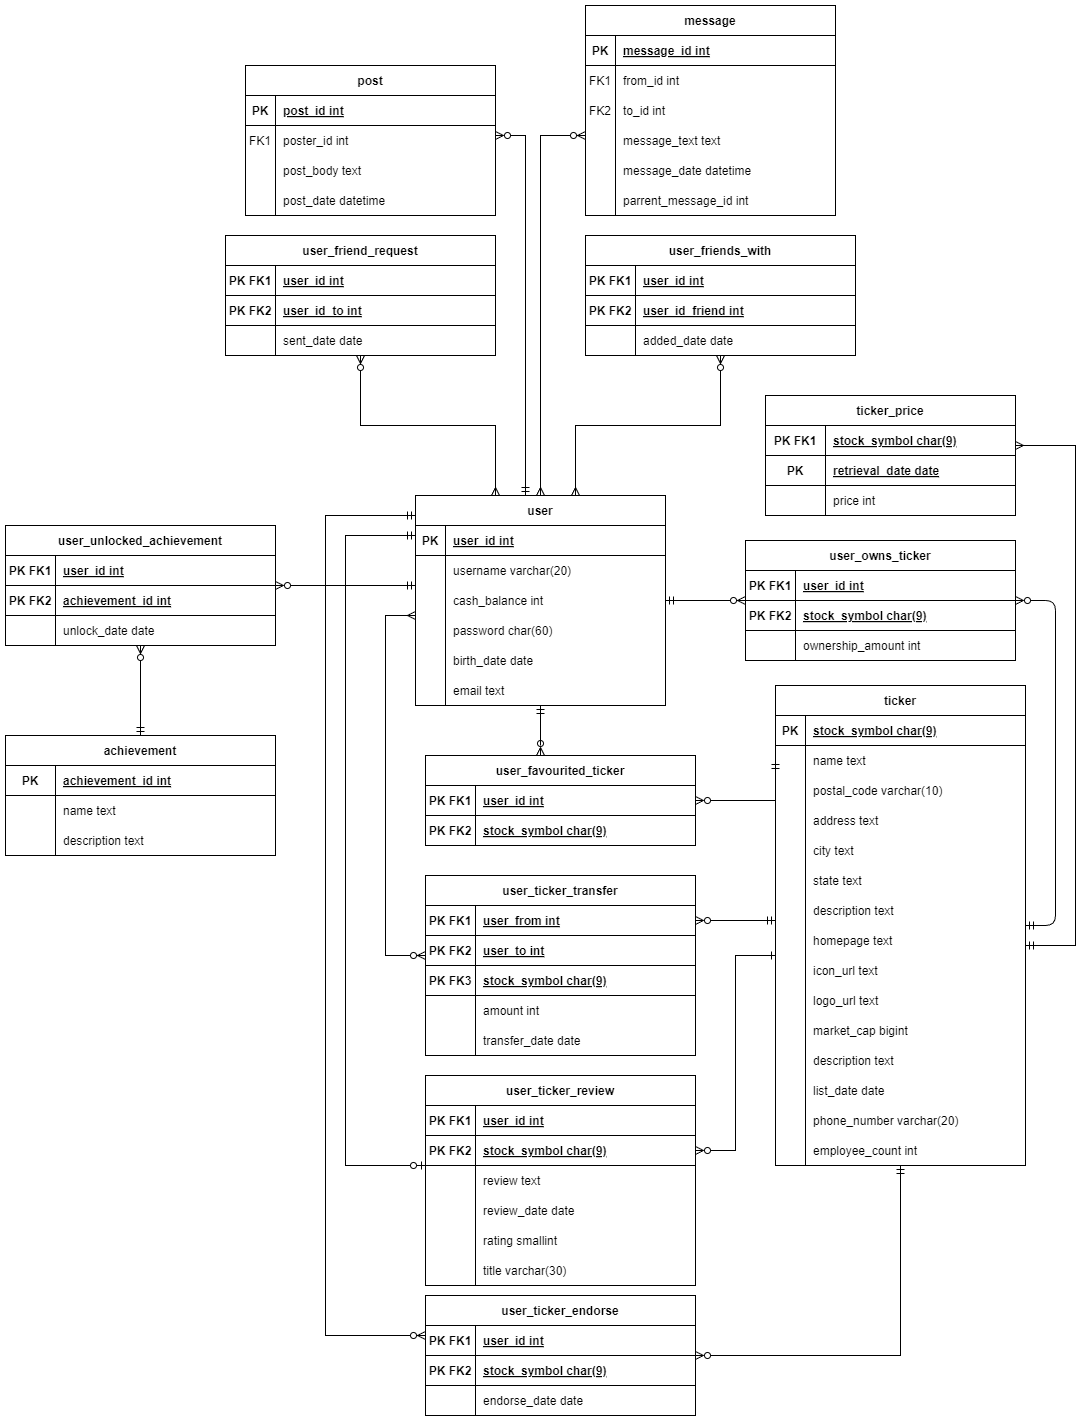 message
PK message_id int
FK1 from_id int
FK2 to_id int
message_text text
message_date datetime
parrent_message_id int
post
PK post_id int
FK1 poster_id int
post_body text
post_date datetime
user_friend_request
PK FK1 user_id int
PK FK2 user_id_to int
sent_date date
user_friends_with
PK FK1 user_id int
PK FK2 user_id_friend int
added_date date
ticker_price
PK FK1 stock_symbol char(9)
PK retrieval_date date
price int
user
PK user_id int
username varchar(20)
cash_balance int
password char(60)
birth_date date
email text
user_unlocked_achievement
PK FK1 user_id int
PK FK2 achievement_id int
unlock_date date
user_owns_ticker
PK FK1 user_id int
PK FK2 stock_symbol char(9)
ownership_amount int
achievement
PK achievement_id int
name text
description text
ticker
PK stock_symbol char(9)
name text
postal_code varchar(10)
address text
city text
state text
description text
homepage text
icon_url text
logo_url text
market_cap bigint
description text
list_date date
phone_number varchar(20)
employee_count int
user_favourited_ticker
PK FK1 user_id int
PK FK2 stock_symbol char(9)
user_ticker_transfer
PK FK1 user_from int
PK FK2 user_to int
PK FK3 stock_symbol char(9)
amount int
transfer_date date
user_ticker_review
PK FK1 user_id int
PK FK2 stock_symbol char(9)
review text
review_date date
rating smallint
title varchar(30)
user_ticker_endorse
PK FK1 user_id int
PK FK2 stock_symbol char(9)
endorse_date date